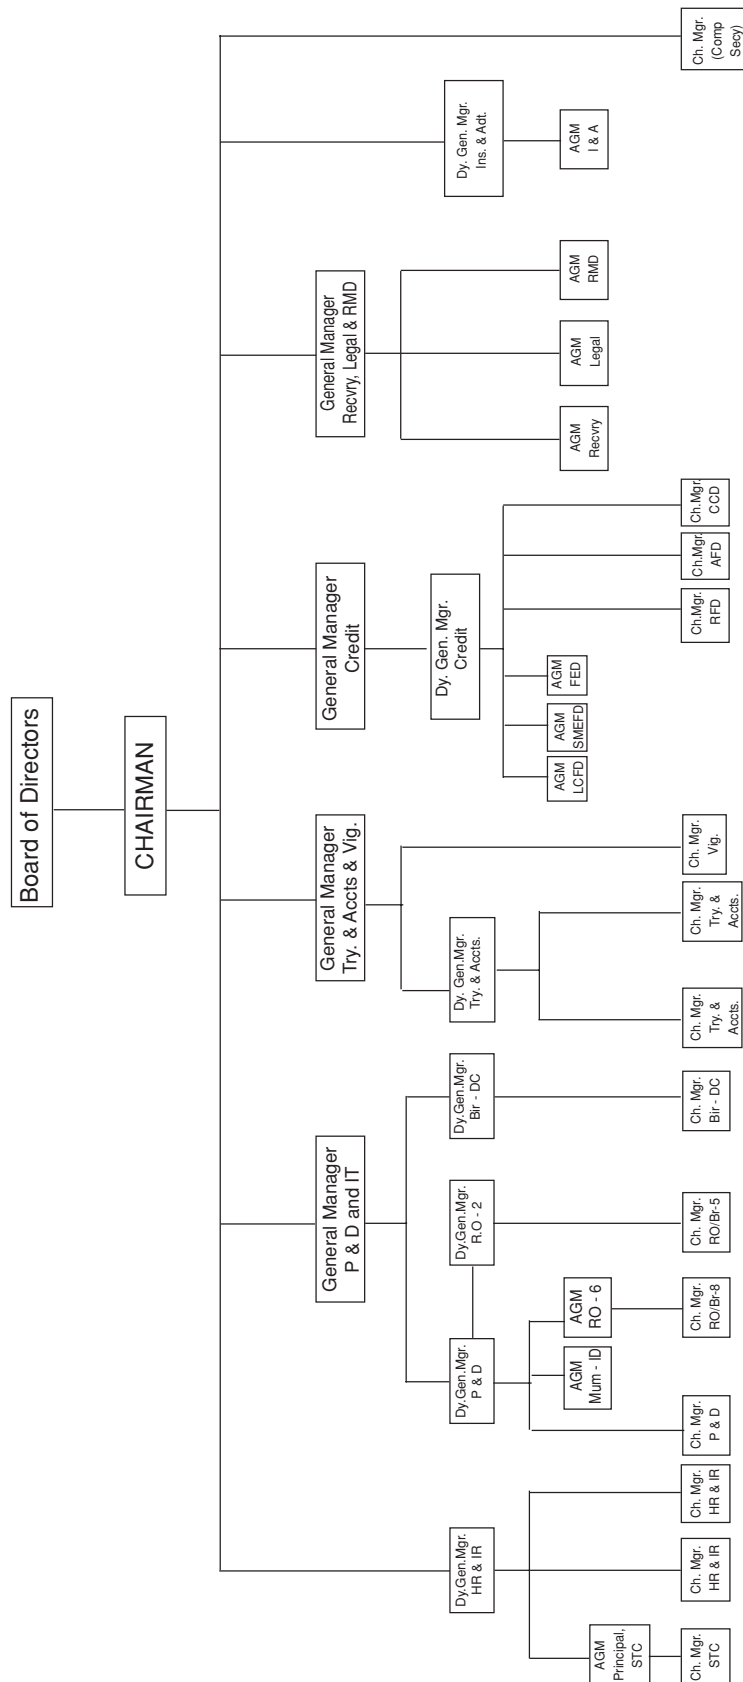 Board of Directors
CHAIRMAN
General Manager
P & D and IT
General Manager
Try. & Accts & Vig.
General Manager
Credit
General Manager
Recvry, Legal & RMD
Dy.Gen.Mgr.
HR & IR
Dy.Gen.Mgr.
P & D
Dy.Gen.Mgr.
R.O - 2
Dy.Gen.Mgr.
Bir - DC
Dy. Gen.Mgr.
Try. & Accts.
Dy. Gen. Mgr.
Credit
Dy. Gen. Mgr.
Ins. & Adt.
AGM
Principal,
STC
AGM
Mum - ID
AGM
RO - 6
AGM
LCFD
AGM
SMEFD
AGM
FED
AGM
Recvry
AGM
Legal
AGM
RMD
AGM
I & A
Ch. Mgr.
STC
Ch. Mgr.
HR & IR
Ch. Mgr.
HR & IR
Ch. Mgr.
P & D
Ch. Mgr.
RO/Br-8
Ch. Mgr.
RO/Br-5
Ch. Mgr.
Bir - DC
Ch. Mgr.
Try. &
Accts.
Ch. Mgr.
Try. &
Accts.
Ch. Mgr.
Vig.
Ch.Mgr.
RFD
Ch.Mgr.
AFD
Ch.Mgr.
CCD
Ch. Mgr.
(Comp
Secy)